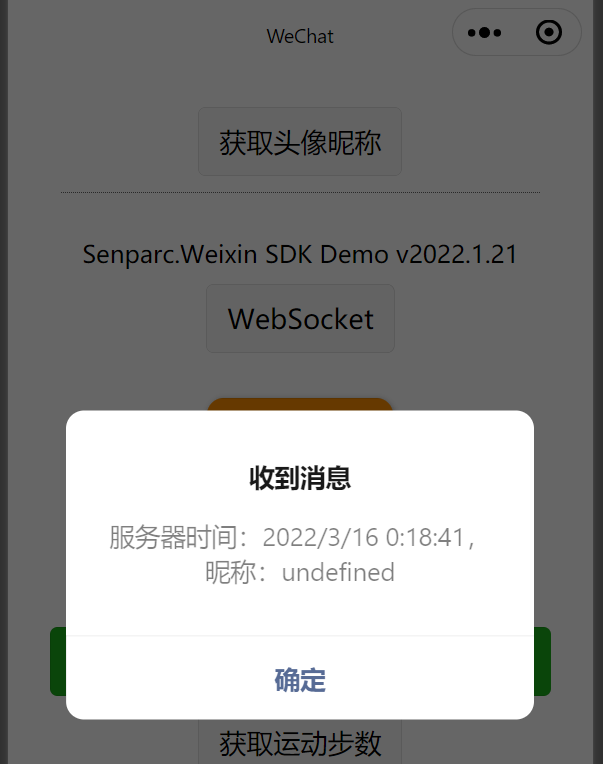 WeChat
获取头像昵称
Senparc.Weixin SDK Demo v2022.1.21
WebSocket
收到消息
服务器时间：2022/3/16 0:18:41，
昵称：undefined
确定
获取运动步数